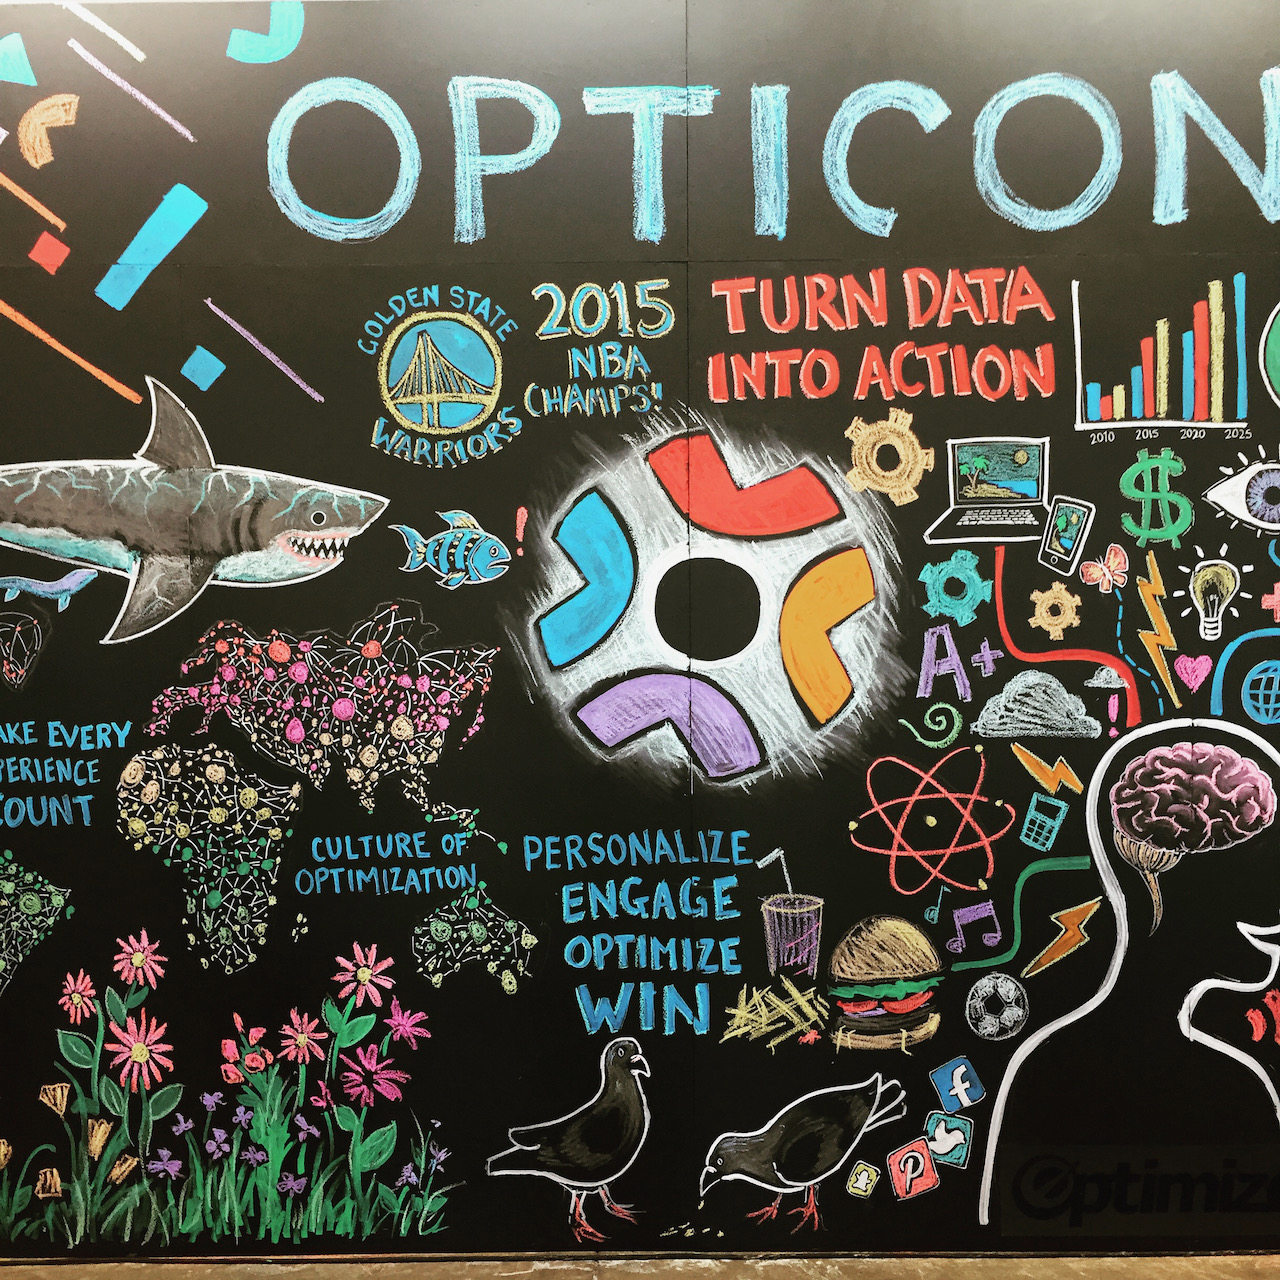 OPTICON
GOLDEN STATE
WARRIORS
2015
NBA
CHAMPS!
TURN DATA
INTO ACTION
2010 2015 2020 2025
$
A+
AKE EVERY
PERIENCE
COUNT
CULTURE OF
OPTIMIZATION
PERSONALIZE
ENGAGE
OPTIMIZE
WIN
f
P
Optimize